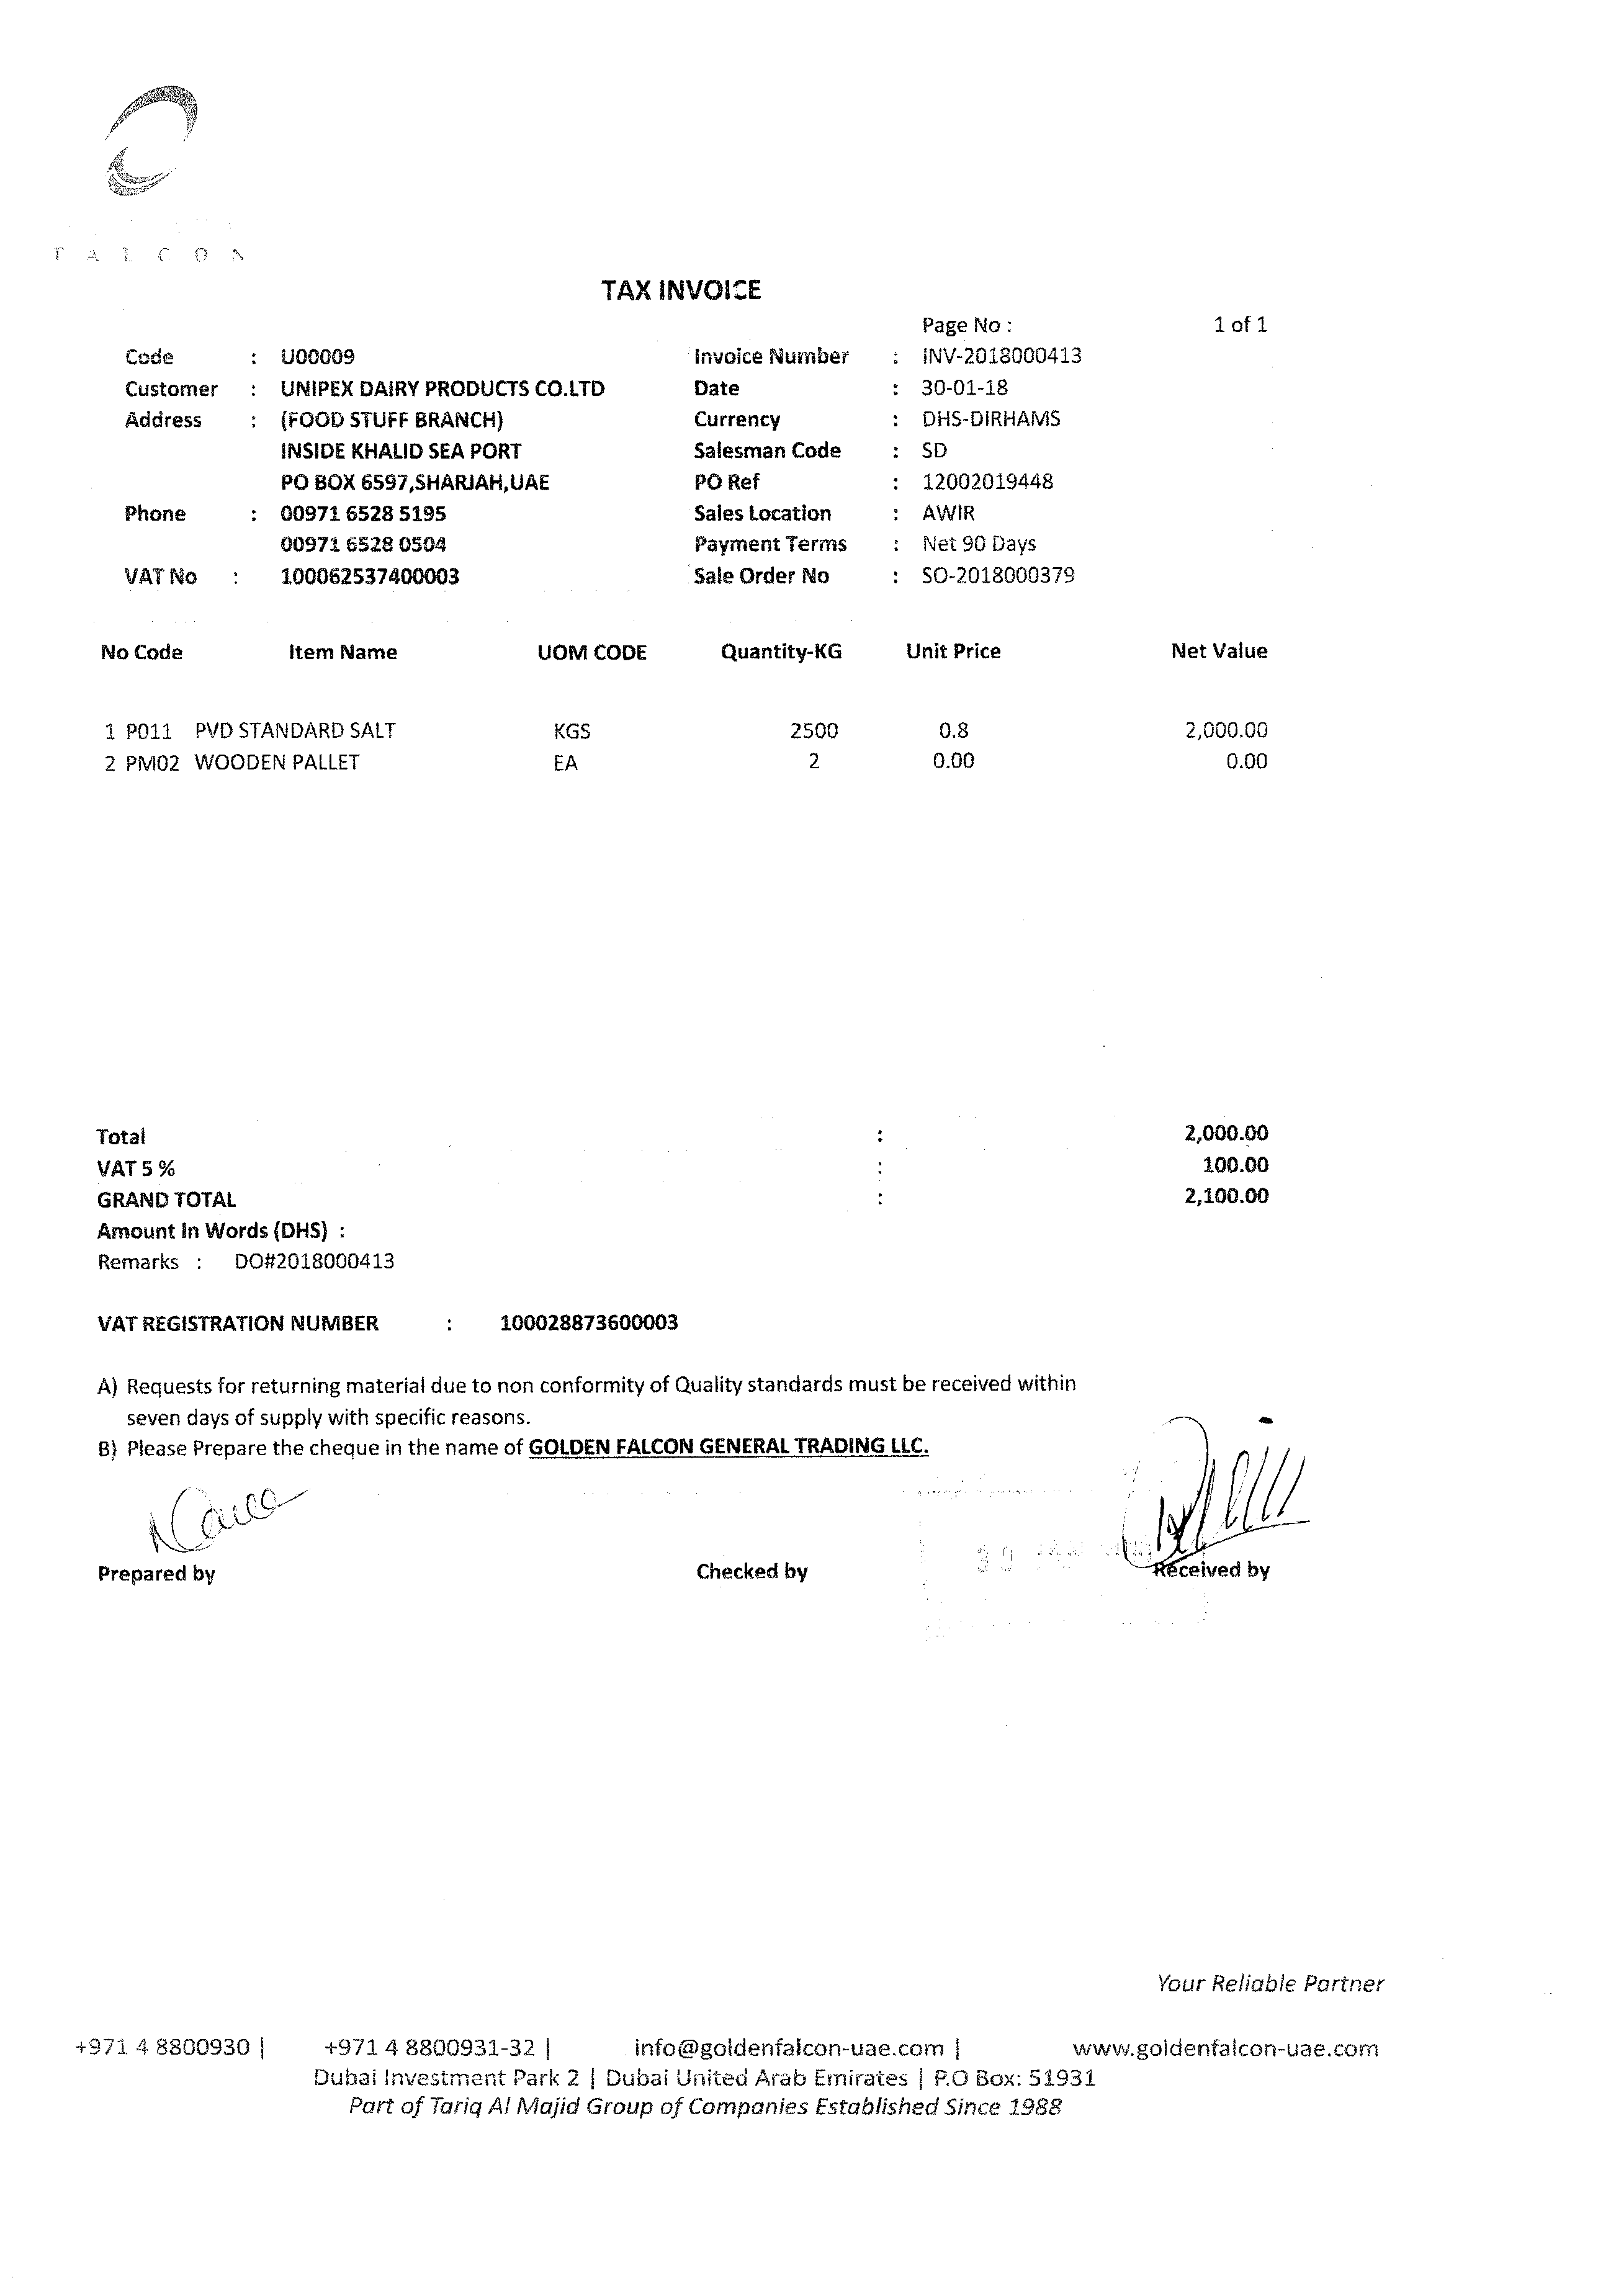 FALCON
TAX INVOICE
Page No : 1 of 1
Code : U00009 Invoice Number : INV-2018000413
Customer : UNIPEX DAIRY PRODUCTS CO.LTD Date : 30-01-18
Address : (FOOD STUFF BRANCH) Currency : DHS-DIRHAMS
INSIDE KHALID SEA PORT Salesman Code : SD
PO BOX 6597,SHARJAH,UAE PO Ref : 12002019448
Phone : 00971 6528 5195 Sales Location : AWIR
00971 6528 0504 Payment Terms : Net 90 Days
VAT No : 100062537400003 Sale Order No : SO-2018000379
No Code Item Name UOM CODE Quantity-KG Unit Price Net Value
1 P011 PVD STANDARD SALT KGS 2500 0.8 2,000.00
2 PM02 WOODEN PALLET EA 2 0.00 0.00
Total : 2,000.00
VAT 5 % : 100.00
GRAND TOTAL : 2,100.00
Amount In Words (DHS) :
Remarks : DO#2018000413
VAT REGISTRATION NUMBER : 100028873600003
A) Requests for returning material due to non conformity of Quality standards must be received within
seven days of supply with specific reasons.
B) Please Prepare the cheque in the name of GOLDEN FALCON GENERAL TRADING LLC.
30
Prepared by Checked by Received by
Your Reliable Partner
+971 4 8800930 | +971 4 8800931-32 | info@goldenfalcon-uae.com | www.goldenfalcon-uae.com
Dubai Investment Park 2 | Dubai United Arab Emirates | P.O Box: 51931
Part of Tariq Al Majid Group of Companies Established Since 1988